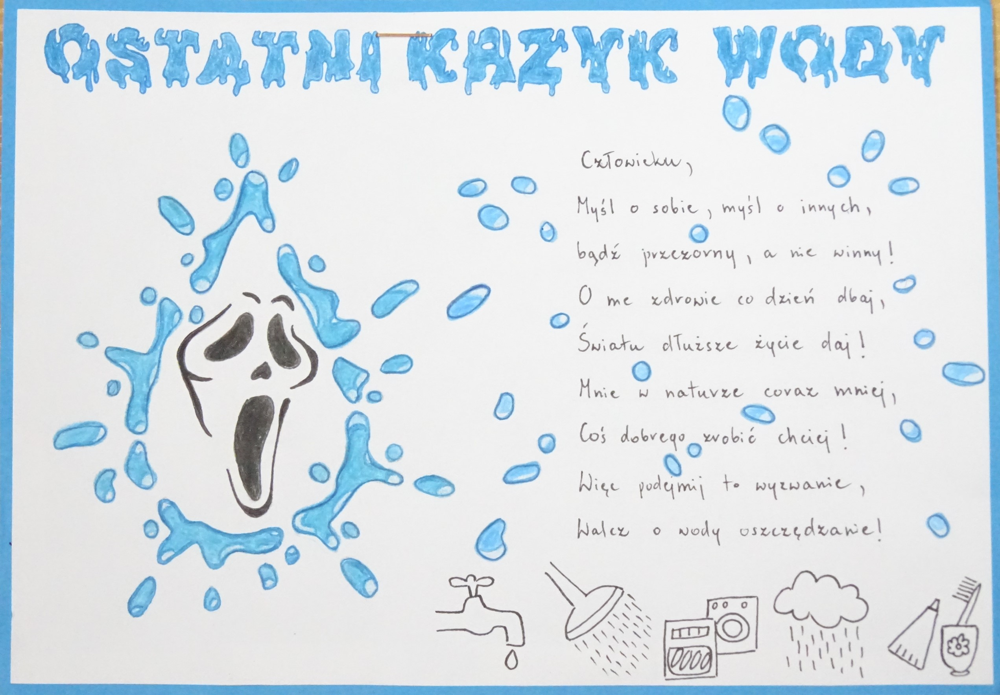 OSTATNI KAZYK WODY
Człowieku,
Myśl o sobie, myśl o innych,
bądź przezorny, a nie winny!
O me zdrowie co dzień dbaj,
Światu dłuższe życie daj!
Mnie w naturze coraz mniej,
Coś dobrego zrobić chciej!
Więc podejmij to wyzwanie,
Walcz o wody oszczędzanie!